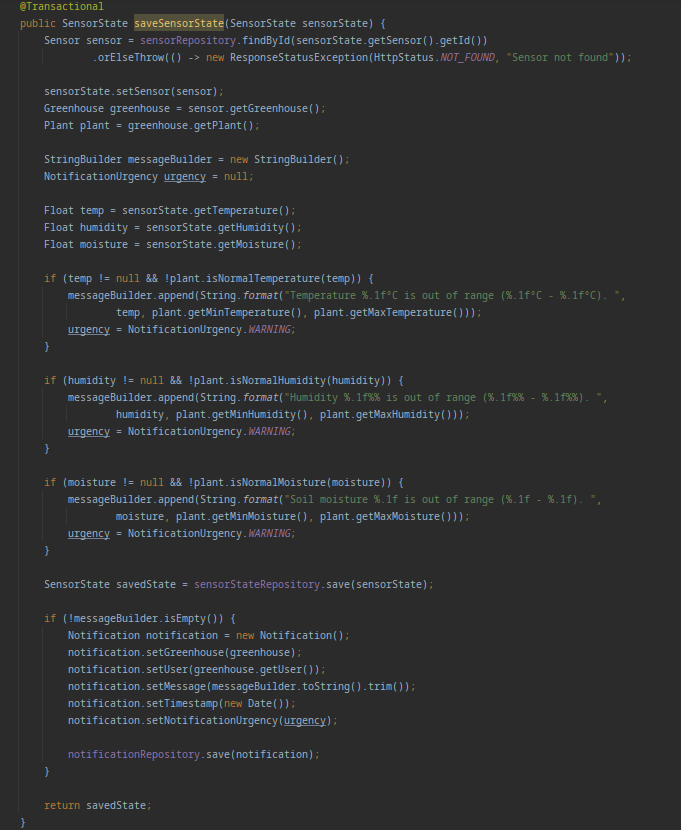 @Transactional
public SensorState saveSensorState(SensorState sensorState) {
    Sensor sensor = sensorRepository.findById(sensorState.getSensor().getId())
            .orElseThrow(() -> new ResponseStatusException(HttpStatus.NOT_FOUND, "Sensor not found"));

    sensorState.setSensor(sensor);
    Greenhouse greenhouse = sensor.getGreenhouse();
    Plant plant = greenhouse.getPlant();

    StringBuilder messageBuilder = new StringBuilder();
    NotificationUrgency urgency = null;

    Float temp = sensorState.getTemperature();
    Float humidity = sensorState.getHumidity();
    Float moisture = sensorState.getMoisture();

    if (temp != null && !plant.isNormalTemperature(temp)) {
        messageBuilder.append(String.format("Temperature %.1f°C is out of range (%.1f°C - %.1f°C). ",
                temp, plant.getMinTemperature(), plant.getMaxTemperature()));
        urgency = NotificationUrgency.WARNING;
    }

    if (humidity != null && !plant.isNormalHumidity(humidity)) {
        messageBuilder.append(String.format("Humidity %.1f%% is out of range (%.1f%% - %.1f%%). ",
                humidity, plant.getMinHumidity(), plant.getMaxHumidity()));
        urgency = NotificationUrgency.WARNING;
    }

    if (moisture != null && !plant.isNormalMoisture(moisture)) {
        messageBuilder.append(String.format("Soil moisture %.1f is out of range (%.1f - %.1f). ",
                moisture, plant.getMinMoisture(), plant.getMaxMoisture()));
        urgency = NotificationUrgency.WARNING;
    }

    SensorState savedState = sensorStateRepository.save(sensorState);

    if (!messageBuilder.isEmpty()) {
        Notification notification = new Notification();
        notification.setGreenhouse(greenhouse);
        notification.setUser(greenhouse.getUser());
        notification.setMessage(messageBuilder.toString().trim());
        notification.setTimestamp(new Date());
        notification.setNotificationUrgency(urgency);

        notificationRepository.save(notification);
    }

    return savedState;
}